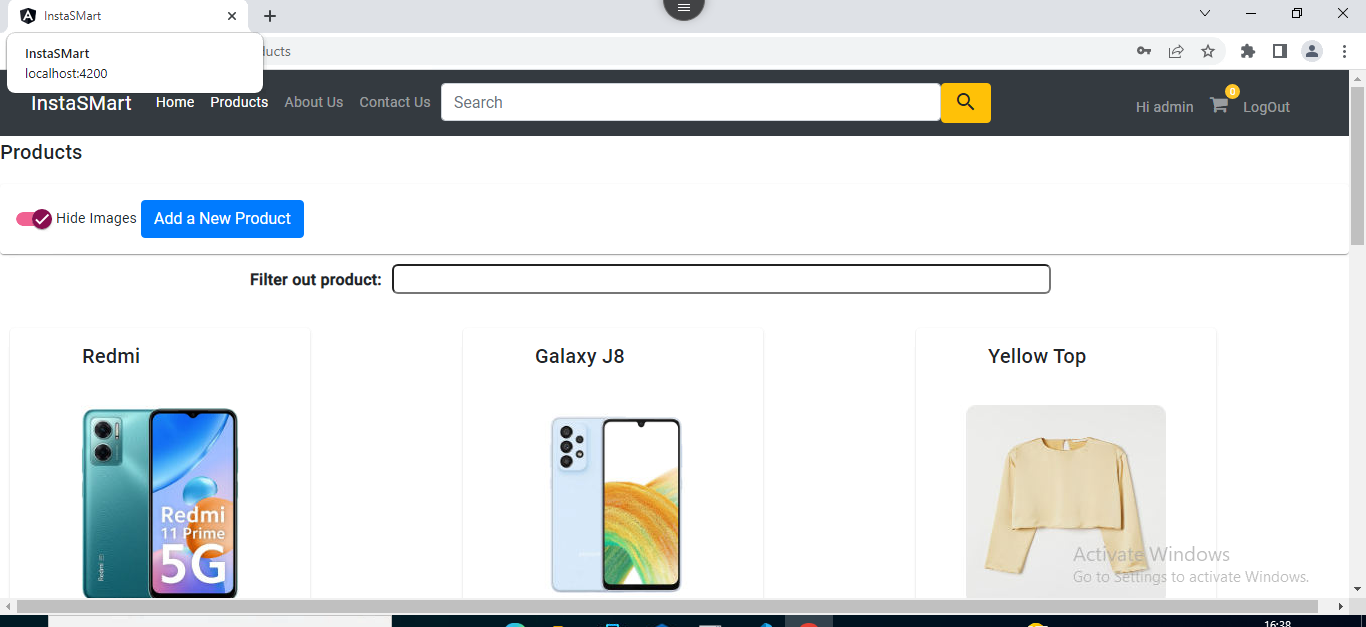 InstaSMart
InstaSMart
localhost:4200
ducts
InstaSMart Home Products About Us Contact Us Search Hi admin 0 LogOut
Products
Hide Images Add a New Product
Filter out product:
Redmi Galaxy J8 Yellow Top
Redmi
11 Prime
5G
Redmi
Activate Windows
Go to Settings to activate Windows.
16:38